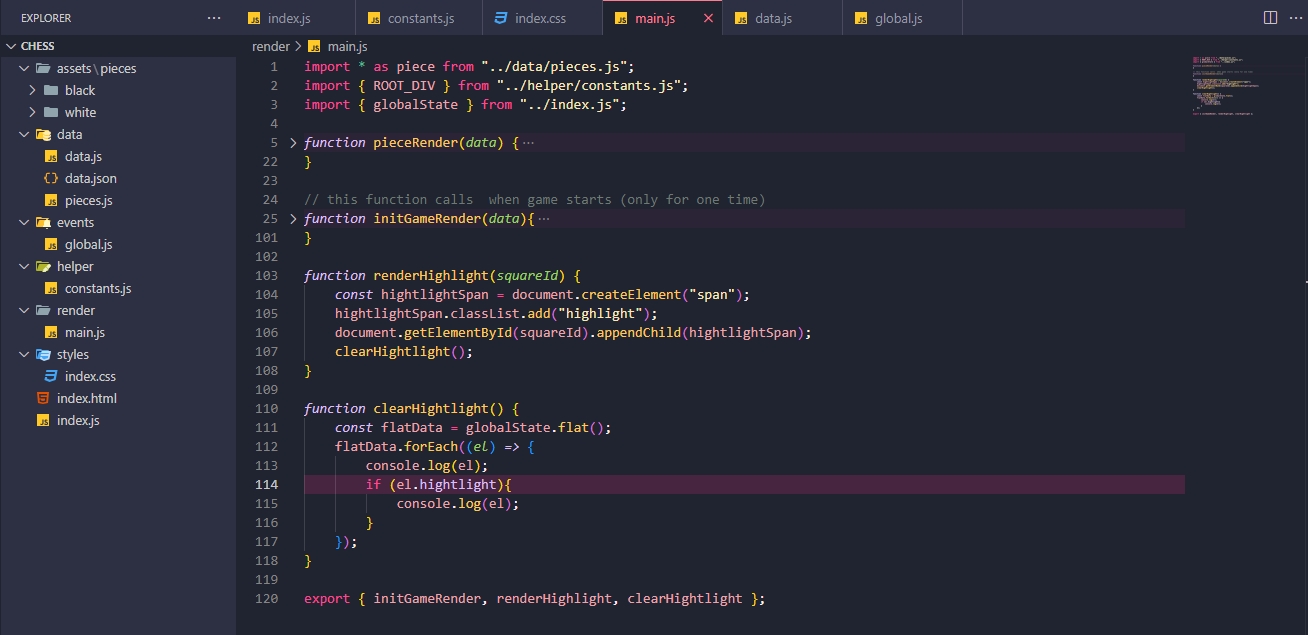 EXPLORER ···
CHESS
assets\pieces
black
white
data
data.js
data.json
pieces.js
events
global.js
helper
constants.js
render
main.js
styles
index.css
index.html
index.js
index.js constants.js index.css main.js × data.js global.js ···
render > main.js
1 import * as piece from "../data/pieces.js";
2 import { ROOT_DIV } from "../helper/constants.js";
3 import { globalState } from "../index.js";
4
5 function pieceRender(data) { ···
22 }
23
24 // this function calls  when game starts (only for one time)
25 function initGameRender(data){ ···
101 }
102
103 function renderHighlight(squareId) {
104 const hightlightSpan = document.createElement("span");
105 hightlightSpan.classList.add("highlight");
106 document.getElementById(squareId).appendChild(hightlightSpan);
107 clearHightlight();
108 }
109
110 function clearHightlight() {
111 const flatData = globalState.flat();
112 flatData.forEach((el) => {
113 console.log(el);
114 if (el.hightlight){
115 console.log(el);
116 }
117 });
118 }
119
120 export { initGameRender, renderHighlight, clearHightlight };